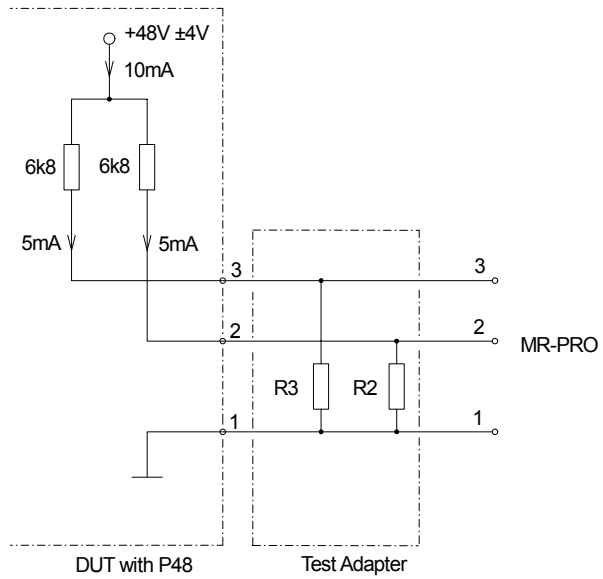 +48V ±4V
10mA
6k8
6k8
5mA
5mA
3
3
2
2
MR-PRO
R3
R2
1
1
DUT with P48
Test Adapter